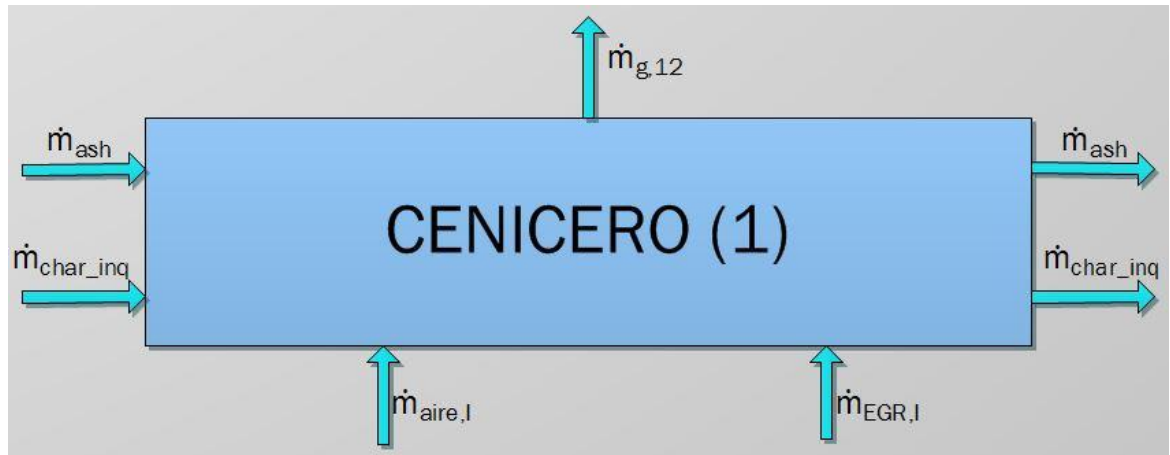 ṁg,12
ṁash
ṁash
CENICERO (1)
ṁchar_inq
ṁchar_inq
ṁaire,I
ṁEGR,I